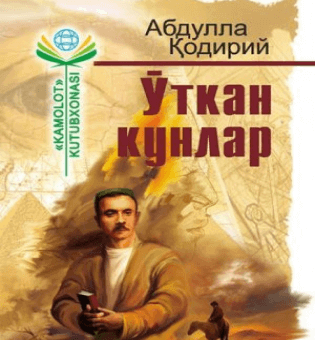 Абдулла
Қодирий
«KAMOLOT»
KUTUBXONASI
Ўткан
кунлар